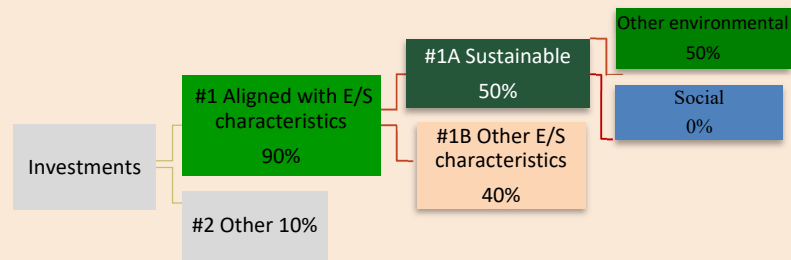 Other environmental
50%
#1A Sustainable
50%
Social
0%
#1 Aligned with E/S
characteristics
90%
#1B Other E/S
characteristics
40%
Investments
#2 Other 10%